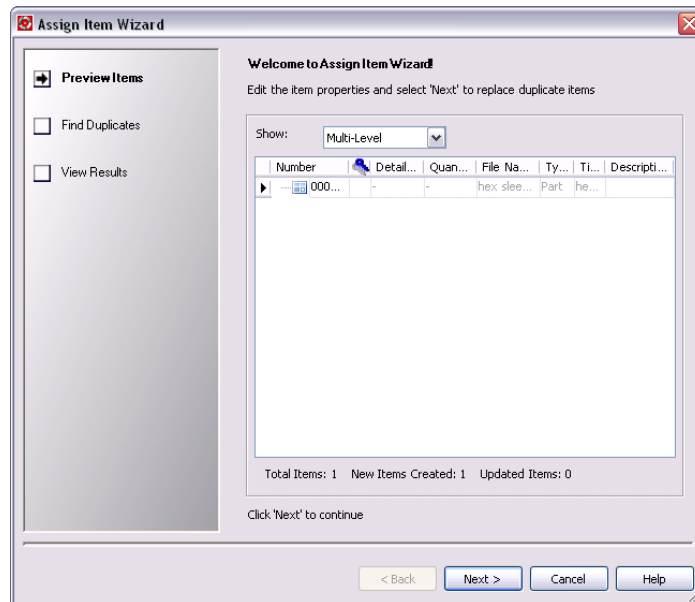 Assign Item Wizard
Preview Items
Find Duplicates
View Results
Welcome to Assign Item Wizard!
Edit the item properties and select 'Next' to replace duplicate items
Show: Multi-Level
Number Detail... Quan... File Na... Ty... Ti... Descripti...
000... - - hex slee... Part he...
Total Items: 1 New Items Created: 1 Updated Items: 0
Click 'Next' to continue
< Back Next > Cancel Help